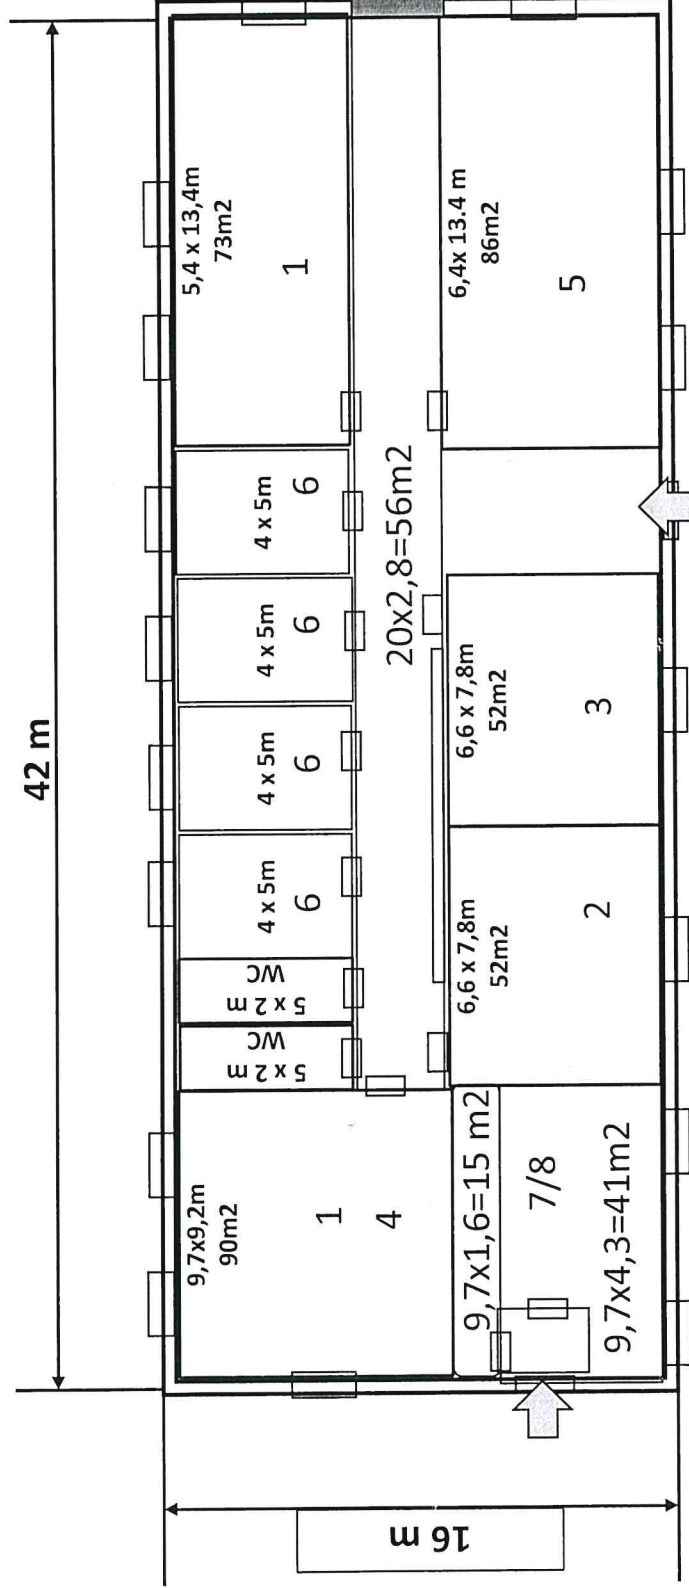 42 m
16 m
9,7x9,2m
90m2
1
4
5 x 2 m
WC
5 x 2 m
WC
4 x 5m
6
4 x 5m
6
4 x 5m
6
4 x 5m
6
5,4 x 13,4m
73m2
1
20x2,8=56m2
9,7x1,6=15 m2
7/8
9,7x4,3=41m2
6,6 x 7,8m
52m2
2
6,6 x 7,8m
52m2
3
6,4x 13.4 m
86m2
5